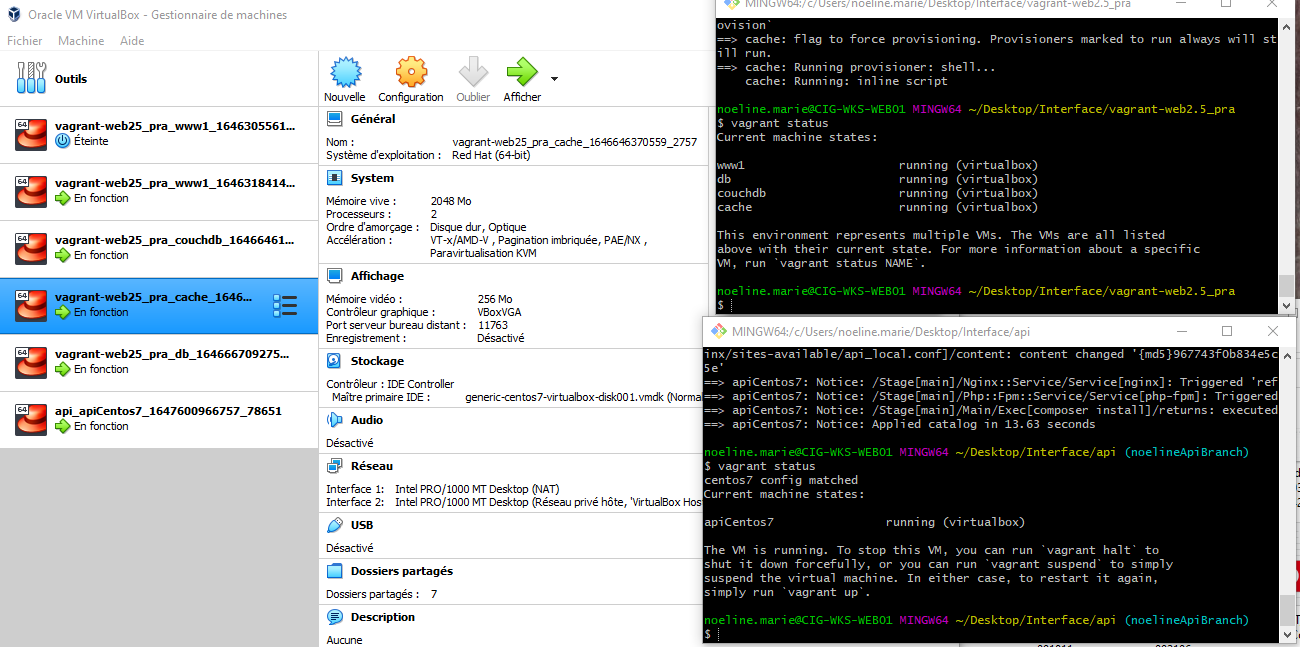 Oracle VM VirtualBox - Gestionnaire de machines
Fichier Machine Aide
Outils
64
vagrant-web25_pra_www1_1646305561...
Éteinte
64
vagrant-web25_pra_www1_1646318414...
En fonction
64
vagrant-web25_pra_couchdb_16466461...
En fonction
64
vagrant-web25_pra_cache_1646...
En fonction
64
vagrant-web25_pra_db_164666709275...
En fonction
64
api_apiCentos7_1647600966757_78651
En fonction
Nouvelle Configuration Oublier Afficher
Général
Nom : vagrant-web25_pra_cache_1646646370559_2757
Système d'exploitation : Red Hat (64-bit)
System
Mémoire vive : 2048 Mo
Processeurs : 2
Ordre d'amorçage : Disque dur, Optique
Accélération : VT-x/AMD-V , Pagination imbriquée, PAE/NX ,
Paravirtualisation KVM
Affichage
Mémoire vidéo : 256 Mo
Contrôleur graphique : VBoxVGA
Port serveur bureau distant : 11763
Enregistrement : Désactivé
Stockage
Contrôleur : IDE Controller
Maître primaire IDE : generic-centos7-virtualbox-disk001.vmdk (Normal
Audio
Désactivé
Réseau
Interface 1: Intel PRO/1000 MT Desktop (NAT)
Interface 2: Intel PRO/1000 MT Desktop (Réseau privé hôte, 'VirtualBox Hos
USB
Désactivé
Dossiers partagés
Dossiers partagés : 7
Description
Aucune
MINGW64:/c/Users/noeline.marie/Desktop/Interface/vagrant-web2.5_pra
ovision`
==> cache: flag to force provisioning. Provisioners marked to run always will st
ill run.
==> cache: Running provisioner: shell...
cache: Running: inline script
noeline.marie@CIG-WKS-WEB01 MINGW64 ~/Desktop/Interface/vagrant-web2.5_pra
$ vagrant status
Current machine states:
www1 running (virtualbox)
db running (virtualbox)
couchdb running (virtualbox)
cache running (virtualbox)
This environment represents multiple VMs. The VMs are all listed
above with their current state. For more information about a specific
VM, run `vagrant status NAME`.
noeline.marie@CIG-WKS-WEB01 MINGW64 ~/Desktop/Interface/vagrant-web2.5_pra
$
MINGW64:/c/Users/noeline.marie/Desktop/Interface/api
inx/sites-available/api_local.conf]/content: content changed '{md5}967743f0b834e5c
5e'
==> apiCentos7: Notice: /Stage[main]/Nginx::Service/Service[nginx]: Triggered 'ref
==> apiCentos7: Notice: /Stage[main]/Php::Fpm::Service/Service[php-fpm]: Triggered
==> apiCentos7: Notice: /Stage[main]/Main/Exec[composer install]/returns: executed
==> apiCentos7: Notice: Applied catalog in 13.63 seconds
noeline.marie@CIG-WKS-WEB01 MINGW64 ~/Desktop/Interface/api (noelineApiBranch)
$ vagrant status
centos7 config matched
Current machine states:
apiCentos7 running (virtualbox)
The VM is running. To stop this VM, you can run `vagrant halt` to
shut it down forcefully, or you can run `vagrant suspend` to simply
suspend the virtual machine. In either case, to restart it again,
simply run `vagrant up`.
noeline.marie@CIG-WKS-WEB01 MINGW64 ~/Desktop/Interface/api (noelineApiBranch)
$